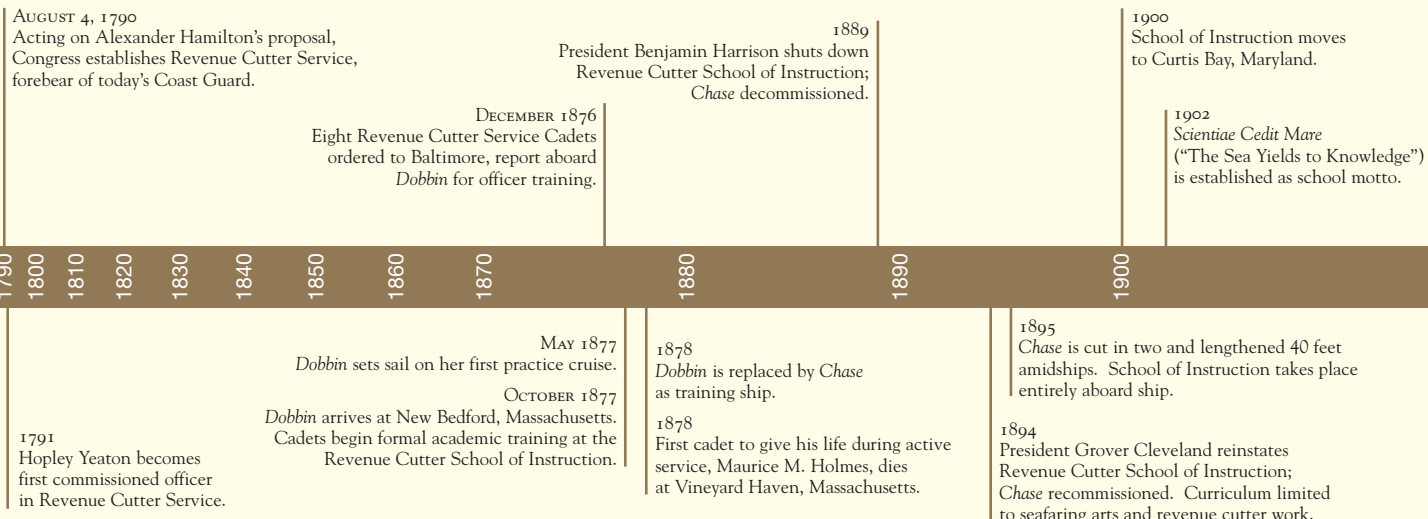 August 4, 1790
Acting on Alexander Hamilton's proposal,
Congress establishes Revenue Cutter Service,
forebear of today's Coast Guard.
December 1876
Eight Revenue Cutter Service Cadets
ordered to Baltimore, report aboard
Dobbin for officer training.
1889
President Benjamin Harrison shuts down
Revenue Cutter School of Instruction;
Chase decommissioned.
1900
School of Instruction moves
to Curtis Bay, Maryland.
1902
Scientiae Cedit Mare
(“The Sea Yields to Knowledge”)
is established as school motto.
1790
1800
1810
1820
1830
1840
1850
1860
1870
1880
1890
1900
1791
Hopley Yeaton becomes
first commissioned officer
in Revenue Cutter Service.
May 1877
Dobbin sets sail on her first practice cruise.
October 1877
Dobbin arrives at New Bedford, Massachusetts.
Cadets begin formal academic training at the
Revenue Cutter School of Instruction.
1878
Dobbin is replaced by Chase
as training ship.
1878
First cadet to give his life during active
service, Maurice M. Holmes, dies
at Vineyard Haven, Massachusetts.
1895
Chase is cut in two and lengthened 40 feet
amidships. School of Instruction takes place
entirely aboard ship.
1894
President Grover Cleveland reinstates
Revenue Cutter School of Instruction;
Chase recommissioned. Curriculum limited
to seafaring arts and revenue cutter work.